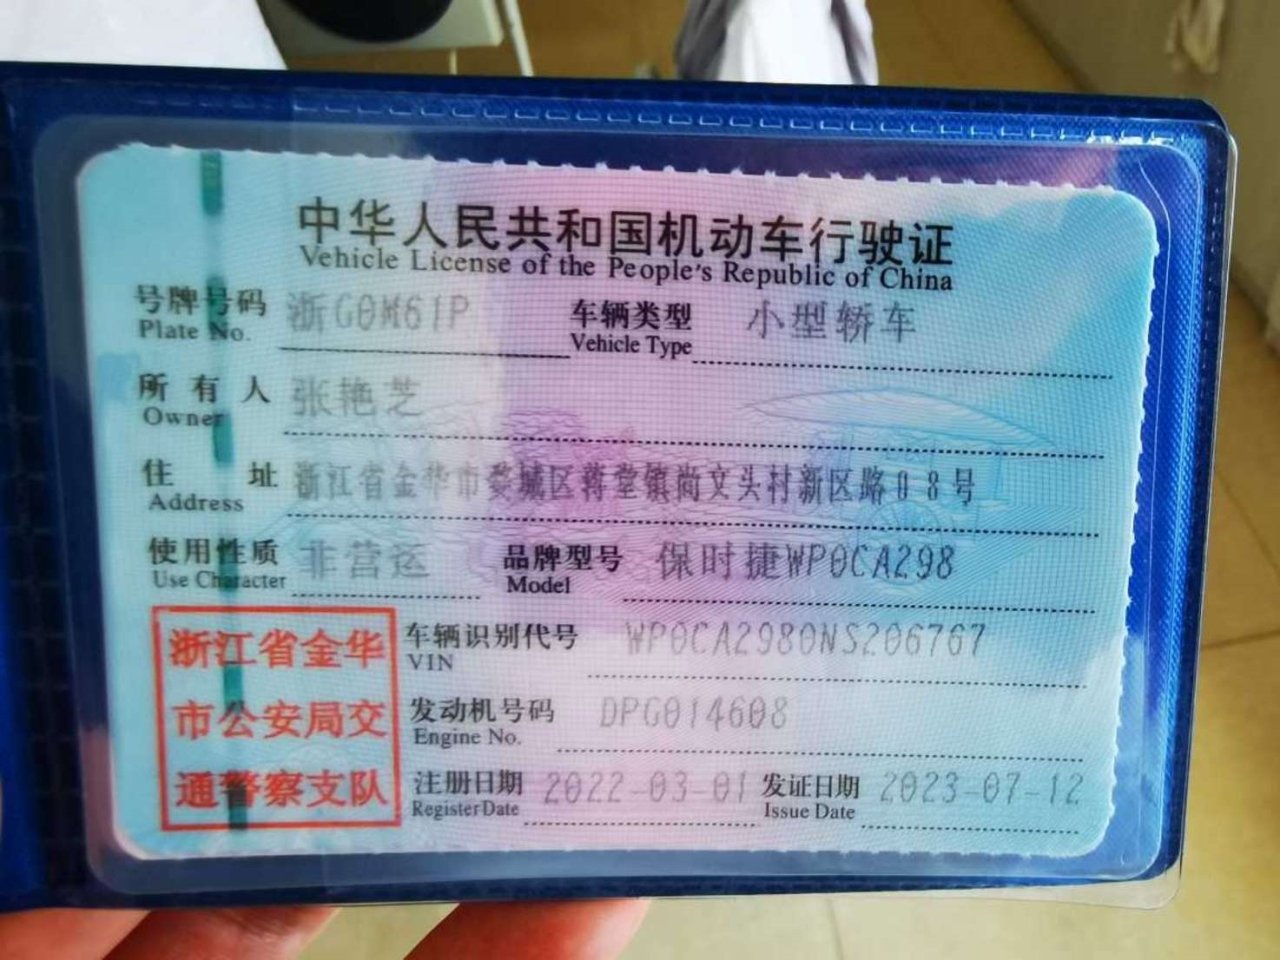 中华人民共和国机动车行驶证
Vehicle License of the People's Republic of China
号牌号码 浙G0M61P 车辆类型 小型轿车
Plate No. Vehicle Type
所有人 张艳芝
Owner
住址 浙江省金华市婺城区蒋堂镇尚文头村新区路08号
Address
使用性质 非营运 品牌型号 保时捷WP0CA298
Use Character Model
浙江省金华
市公安局交
通警察支队
车辆识别代号 WP0CA2980NS206767
VIN
发动机号码 DPG014608
Engine No.
注册日期 2022-03-01 发证日期 2023-07-12
Register Date Issue Date